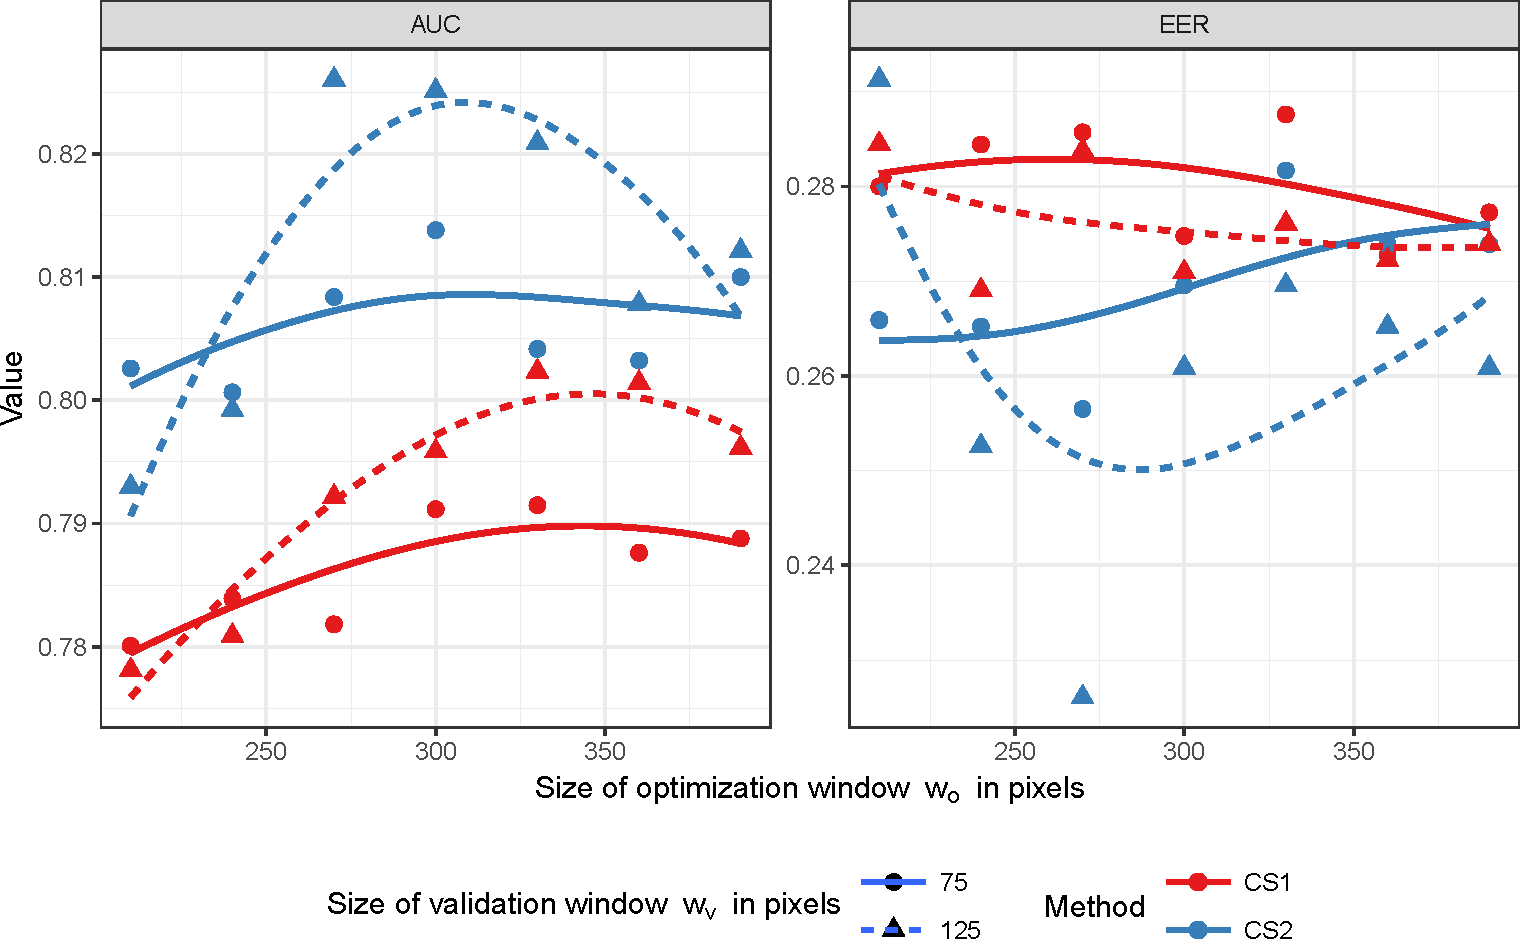 AUC
EER
Value
0.82
0.81
0.80
0.79
0.78
0.28
0.26
0.24
250 300 350
250 300 350
Size of optimization window wo in pixels
Size of validation window wv in pixels
75
125
Method
CS1
CS2